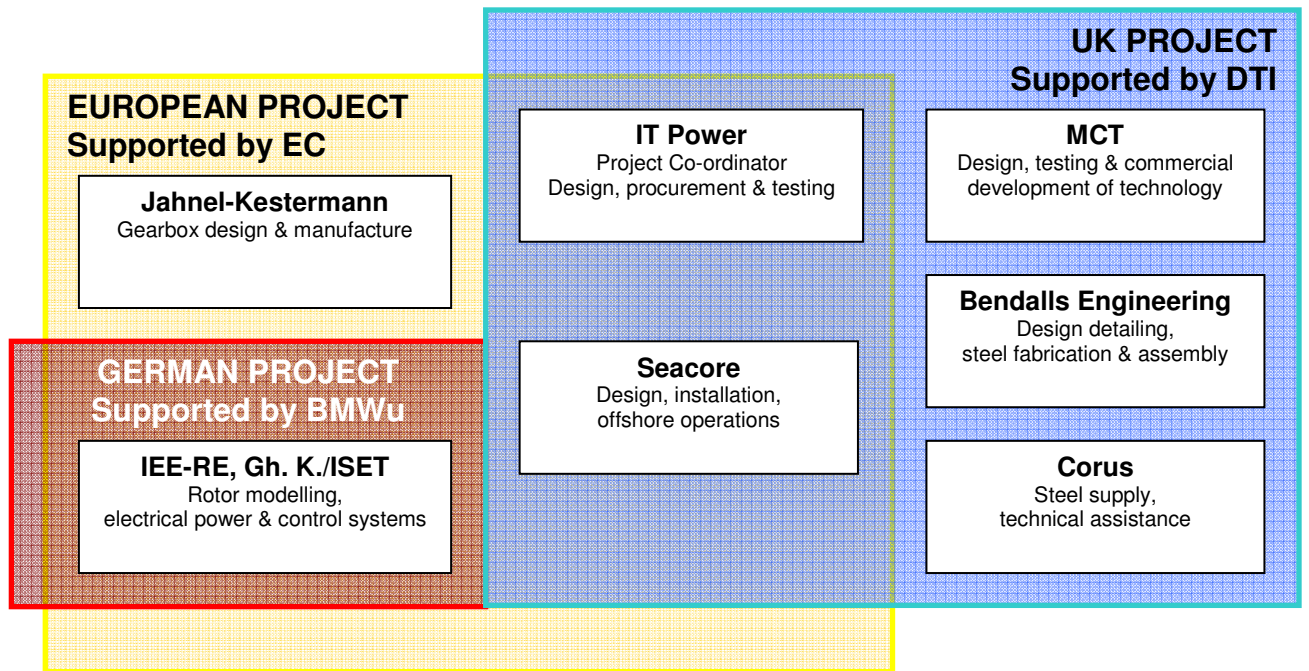 UK PROJECT
Supported by DTI
EUROPEAN PROJECT
Supported by EC
Jahnel-Kestermann
Gearbox design & manufacture
GERMAN PROJECT
Supported by BMWu
IEE-RE, Gh. K./ISET
Rotor modelling,
electrical power & control systems
IT Power
Project Co-ordinator
Design, procurement & testing
Seacore
Design, installation,
offshore operations
MCT
Design, testing & commercial
development of technology
Bendalls Engineering
Design detailing,
steel fabrication & assembly
Corus
Steel supply,
technical assistance